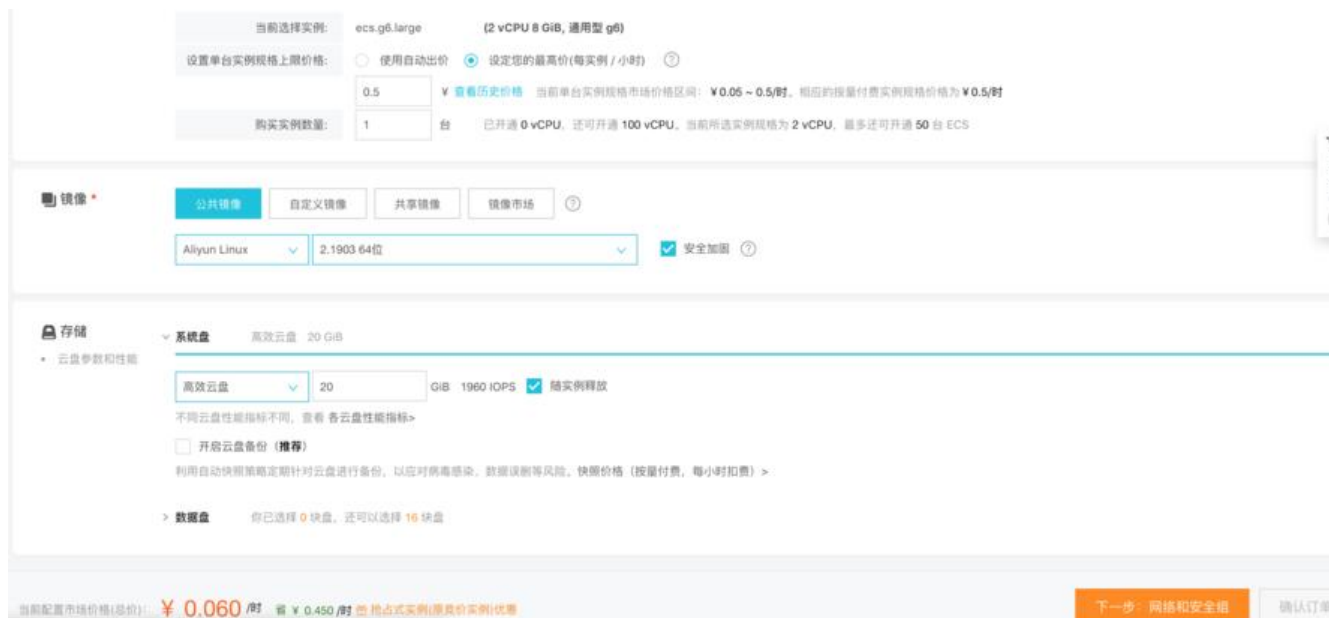 当前选择实例: ecs.g6.large (2 vCPU 8 GiB, 通用型 g6)
设置单台实例规格上限价格: 使用自动出价 设定您的最高价(每实例 / 小时) ?
0.5 ¥ 查看历史价格 当前单台实例规格市场价格区间: ¥ 0.05 ~ 0.5/时, 相应的按量付费实例规格价格为 ¥ 0.5/时
购买实例数量: 1 台 已开通 0 vCPU, 还可开通 100 vCPU, 当前所选实例规格为 2 vCPU, 最多还可开通 50 台 ECS
镜像 * 公共镜像 自定义镜像 共享镜像 镜像市场 ?
Aliyun Linux 2.1903 64位 安全加固 ?
存储 系统盘 高效云盘 20 GiB
• 云盘参数和性能
高效云盘 20 GiB 1960 IOPS 随实例释放
不同云盘性能指标不同, 查看 各云盘性能指标>
开启云盘备份 (推荐)
利用自动快照策略定期针对云盘进行备份, 以应对病毒感染、数据误删等风险。快照价格 (按量付费, 每小时扣费) >
> 数据盘 你已选择 0 块盘, 还可以选择 16 块盘
当前配置市场价格(总价): ¥ 0.060 /时 省 ¥ 0.450 /时 抢占式实例(原竞价实例)优惠 下一步: 网络和安全组 确认订单